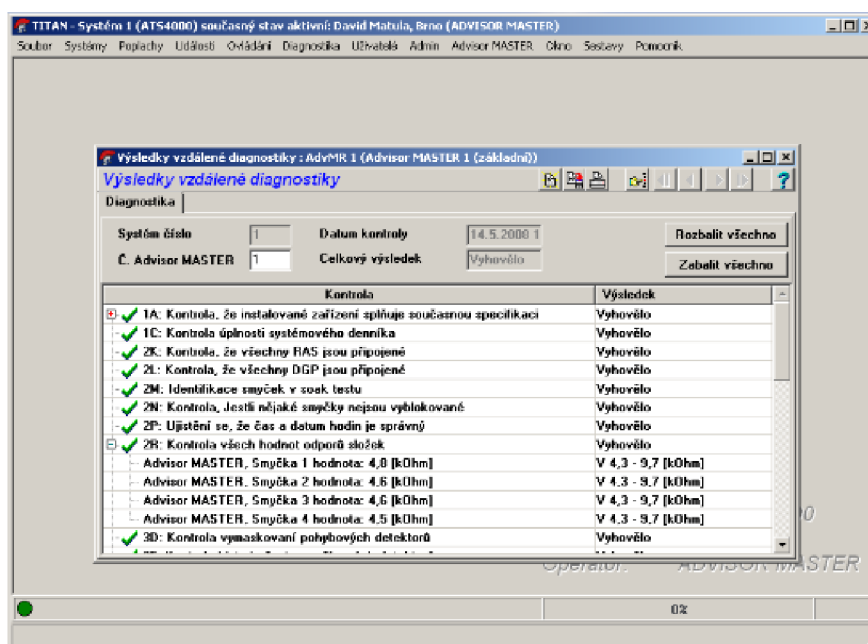 TITAN - Systém 1 (ATS4000) současný stav aktivní: David Matula, Brno (ADVISOR MASTER)
Soubor Systémy Poplachy Události Ovládání Diagnostika Uživatelé Admin Advisor MASTER Okno Sestavy Pomocník
Výsledky vzdálené diagnostiky : AdvMR 1 (Advisor MASTER 1 (základní))
Výsledky vzdálené diagnostiky
Diagnostika
Systém číslo 1 Datum kontroly 14.5.2008 1 Rozbalit všechno
Č. Advisor MASTER 1 Celkový výsledek Vyhovělo Zabalit všechno
Kontrola Výsledek
1A: Kontrola, že instalované zařízení splňuje současnou specifikaci Vyhovělo
1C: Kontrola úplnosti systémového denníka Vyhovělo
2K: Kontrola, že všechny RAS jsou připojené Vyhovělo
2L: Kontrola, že všechny DGP jsou připojené Vyhovělo
2M: Identifikace smyček v soak testu Vyhovělo
2N: Kontrola, Jestli nějaké smyčky nejsou vyblokované Vyhovělo
2P: Ujistění se, že čas a datum hodin je správný Vyhovělo
2R: Kontrola všech hodnot odporů složek Vyhovělo
Advisor MASTER, Smyčka 1 hodnota: 4,8 [kOhm] V 4,3 - 9,7 [kOhm]
Advisor MASTER, Smyčka 2 hodnota: 4,6 [kOhm] V 4,3 - 9,7 [kOhm]
Advisor MASTER, Smyčka 3 hodnota: 4,6 [kOhm] V 4,3 - 9,7 [kOhm]
Advisor MASTER, Smyčka 4 hodnota: 4,5 [kOhm] V 4,3 - 9,7 [kOhm]
3D: Kontrola vymaskovaní pohybových detektorů Vyhovělo
Operátor: ADVISOR MASTER
0%